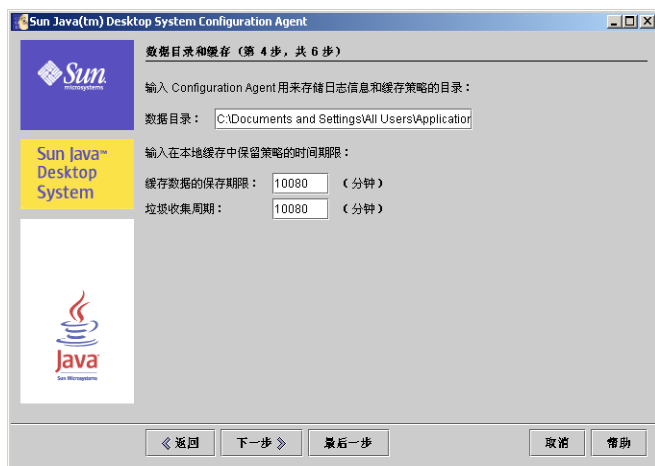 Sun Java(tm) Desktop System Configuration Agent
Sun
microsystems
Sun Java™
Desktop
System
Java
Sun Microsystems
数据目录和缓存（第 4 步，共 6 步）
输入 Configuration Agent 用来存储日志信息和缓存策略的目录：
数据目录： C:\Documents and Settings\All Users\Application
输入在本地缓存中保留策略的时间期限：
缓存数据的保存期限： 10080 （分钟）
垃圾收集周期： 10080 （分钟）
返回 下一步 最后一步 取消 帮助